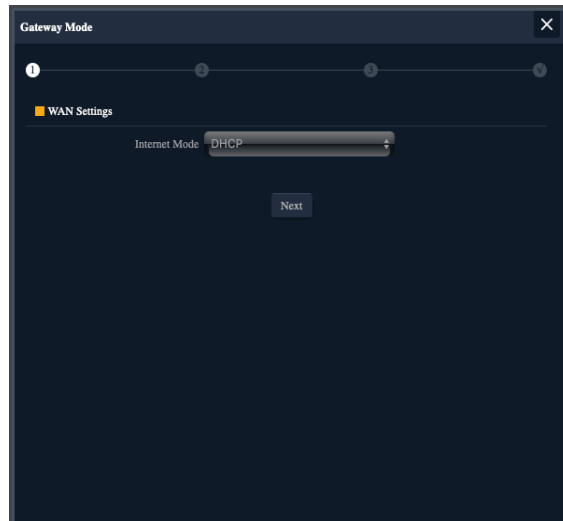 Gateway Mode
1 2 3 √
WAN Settings
Internet Mode DHCP
Next